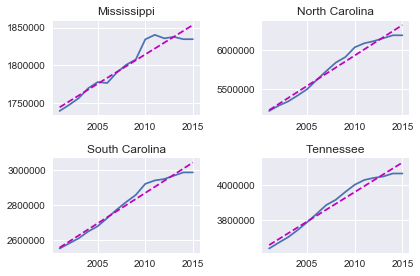 Mississippi
1850000
1800000
1750000
2005 2010 2015
North Carolina
6000000
5500000
2005 2010 2015
South Carolina
3000000
2800000
2600000
2005 2010 2015
Tennessee
4000000
3800000
2005 2010 2015